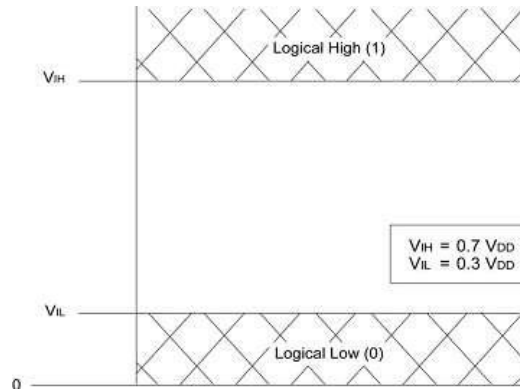 Logical High (1)
VIH
VIH = 0.7 VDD
VIL = 0.3 VDD
VIL
Logical Low (0)
0